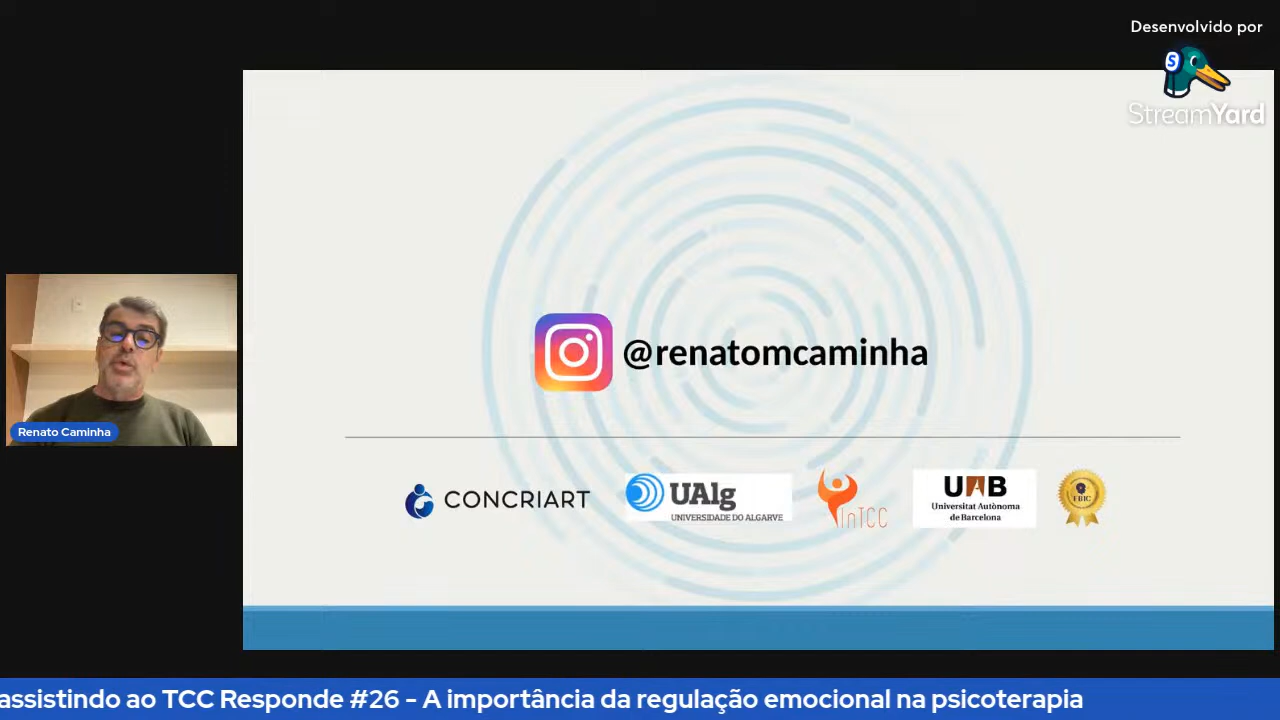 Desenvolvido por
StreamYard
@renatomcaminha
Renato Caminha
CONCRIART
UAlg
UNIVERSIDADE DO ALGARVE
InTCC
UAB
Universitat Autònoma
de Barcelona
assistindo ao TCC Responde #26 - A importância da regulação emocional na psicoterapia